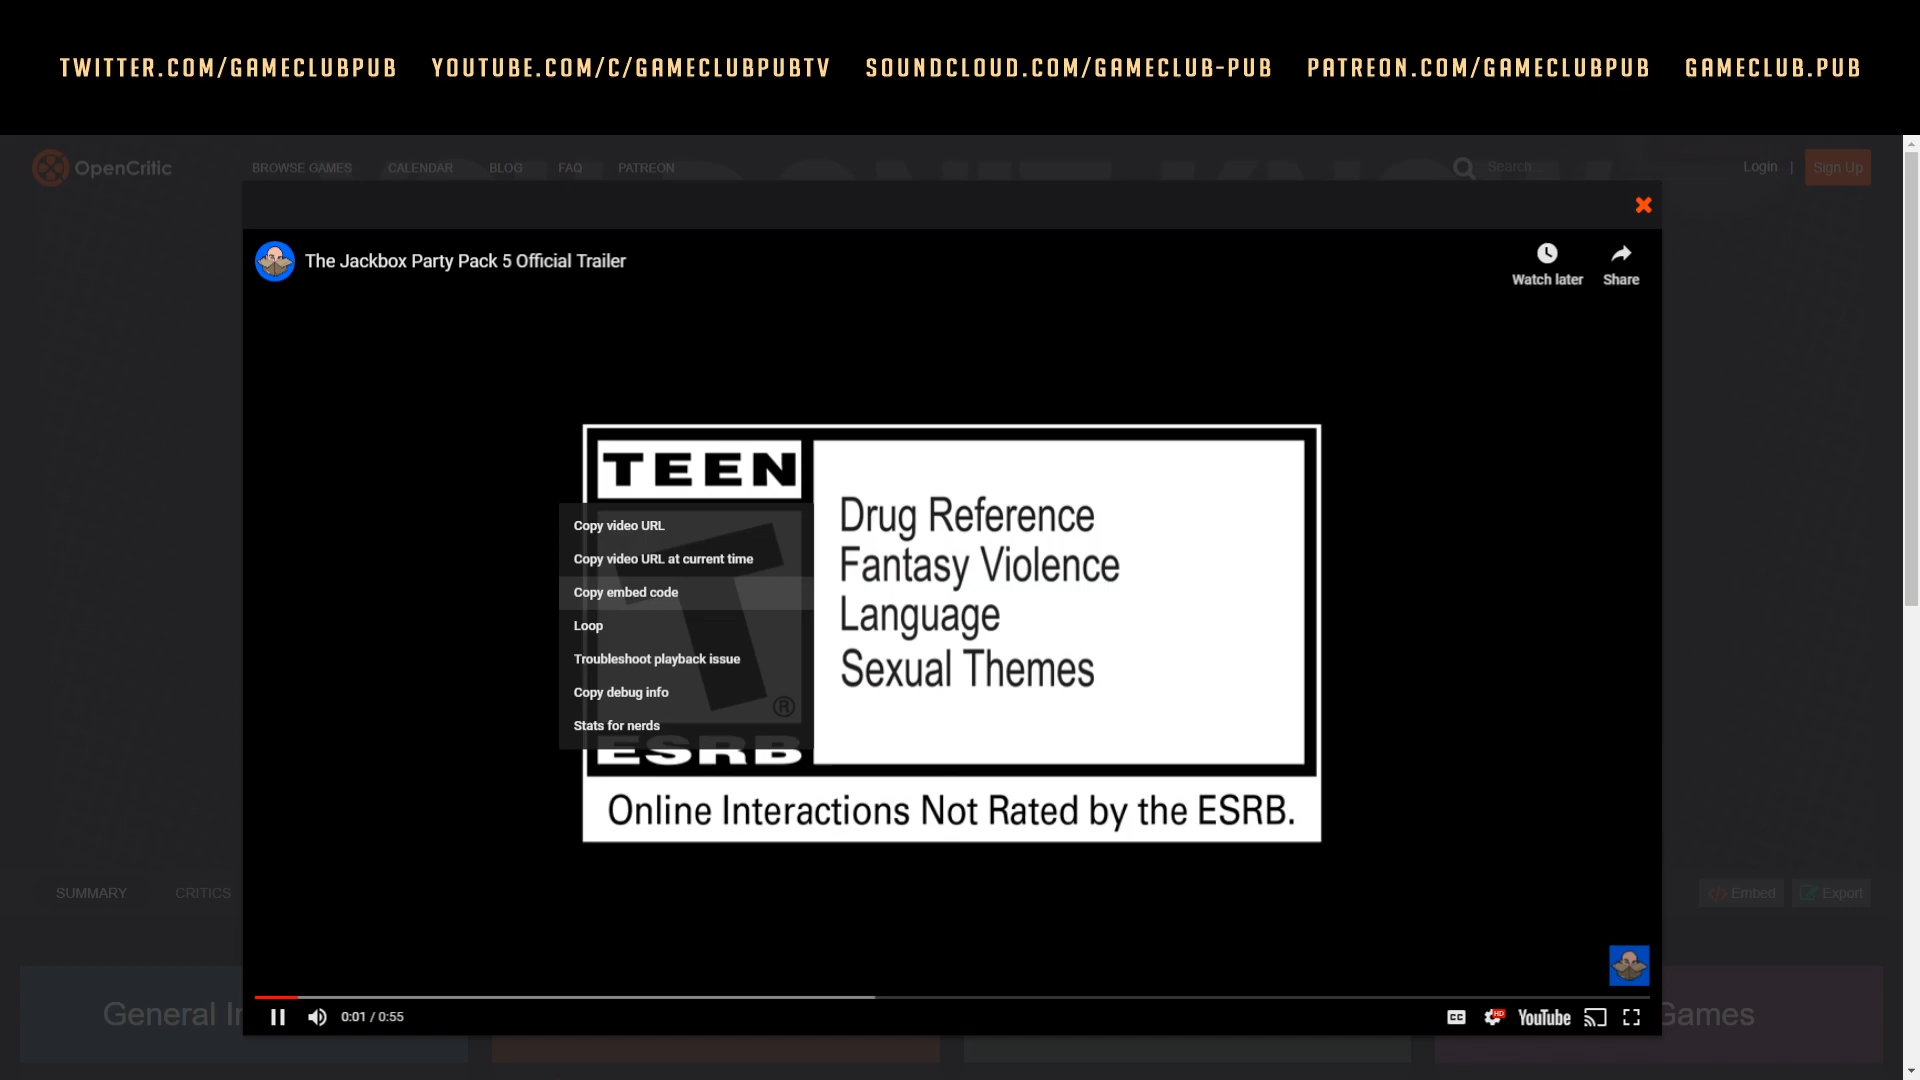 TWITTER.COM/GAMECLUBPUB YOUTUBE.COM/C/GAMECLUBPUBTV SOUNDCLOUD.COM/GAMECLUB-PUB PATREON.COM/GAMECLUBPUB GAMECLUB.PUB
OpenCritic BROWSE GAMES CALENDAR BLOG FAQ PATREON Search... Login | Sign Up
The Jackbox Party Pack 5 Official Trailer
Watch later Share
TEEN
Drug Reference
Fantasy Violence
Language
Sexual Themes
Copy video URL
Copy video URL at current time
Copy embed code
Loop
Troubleshoot playback issue
Copy debug info
Stats for nerds
T
®
ESRB
Online Interactions Not Rated by the ESRB.
SUMMARY CRITICS Embed Export
General
Games
0:01 / 0:55
CC HD YouTube